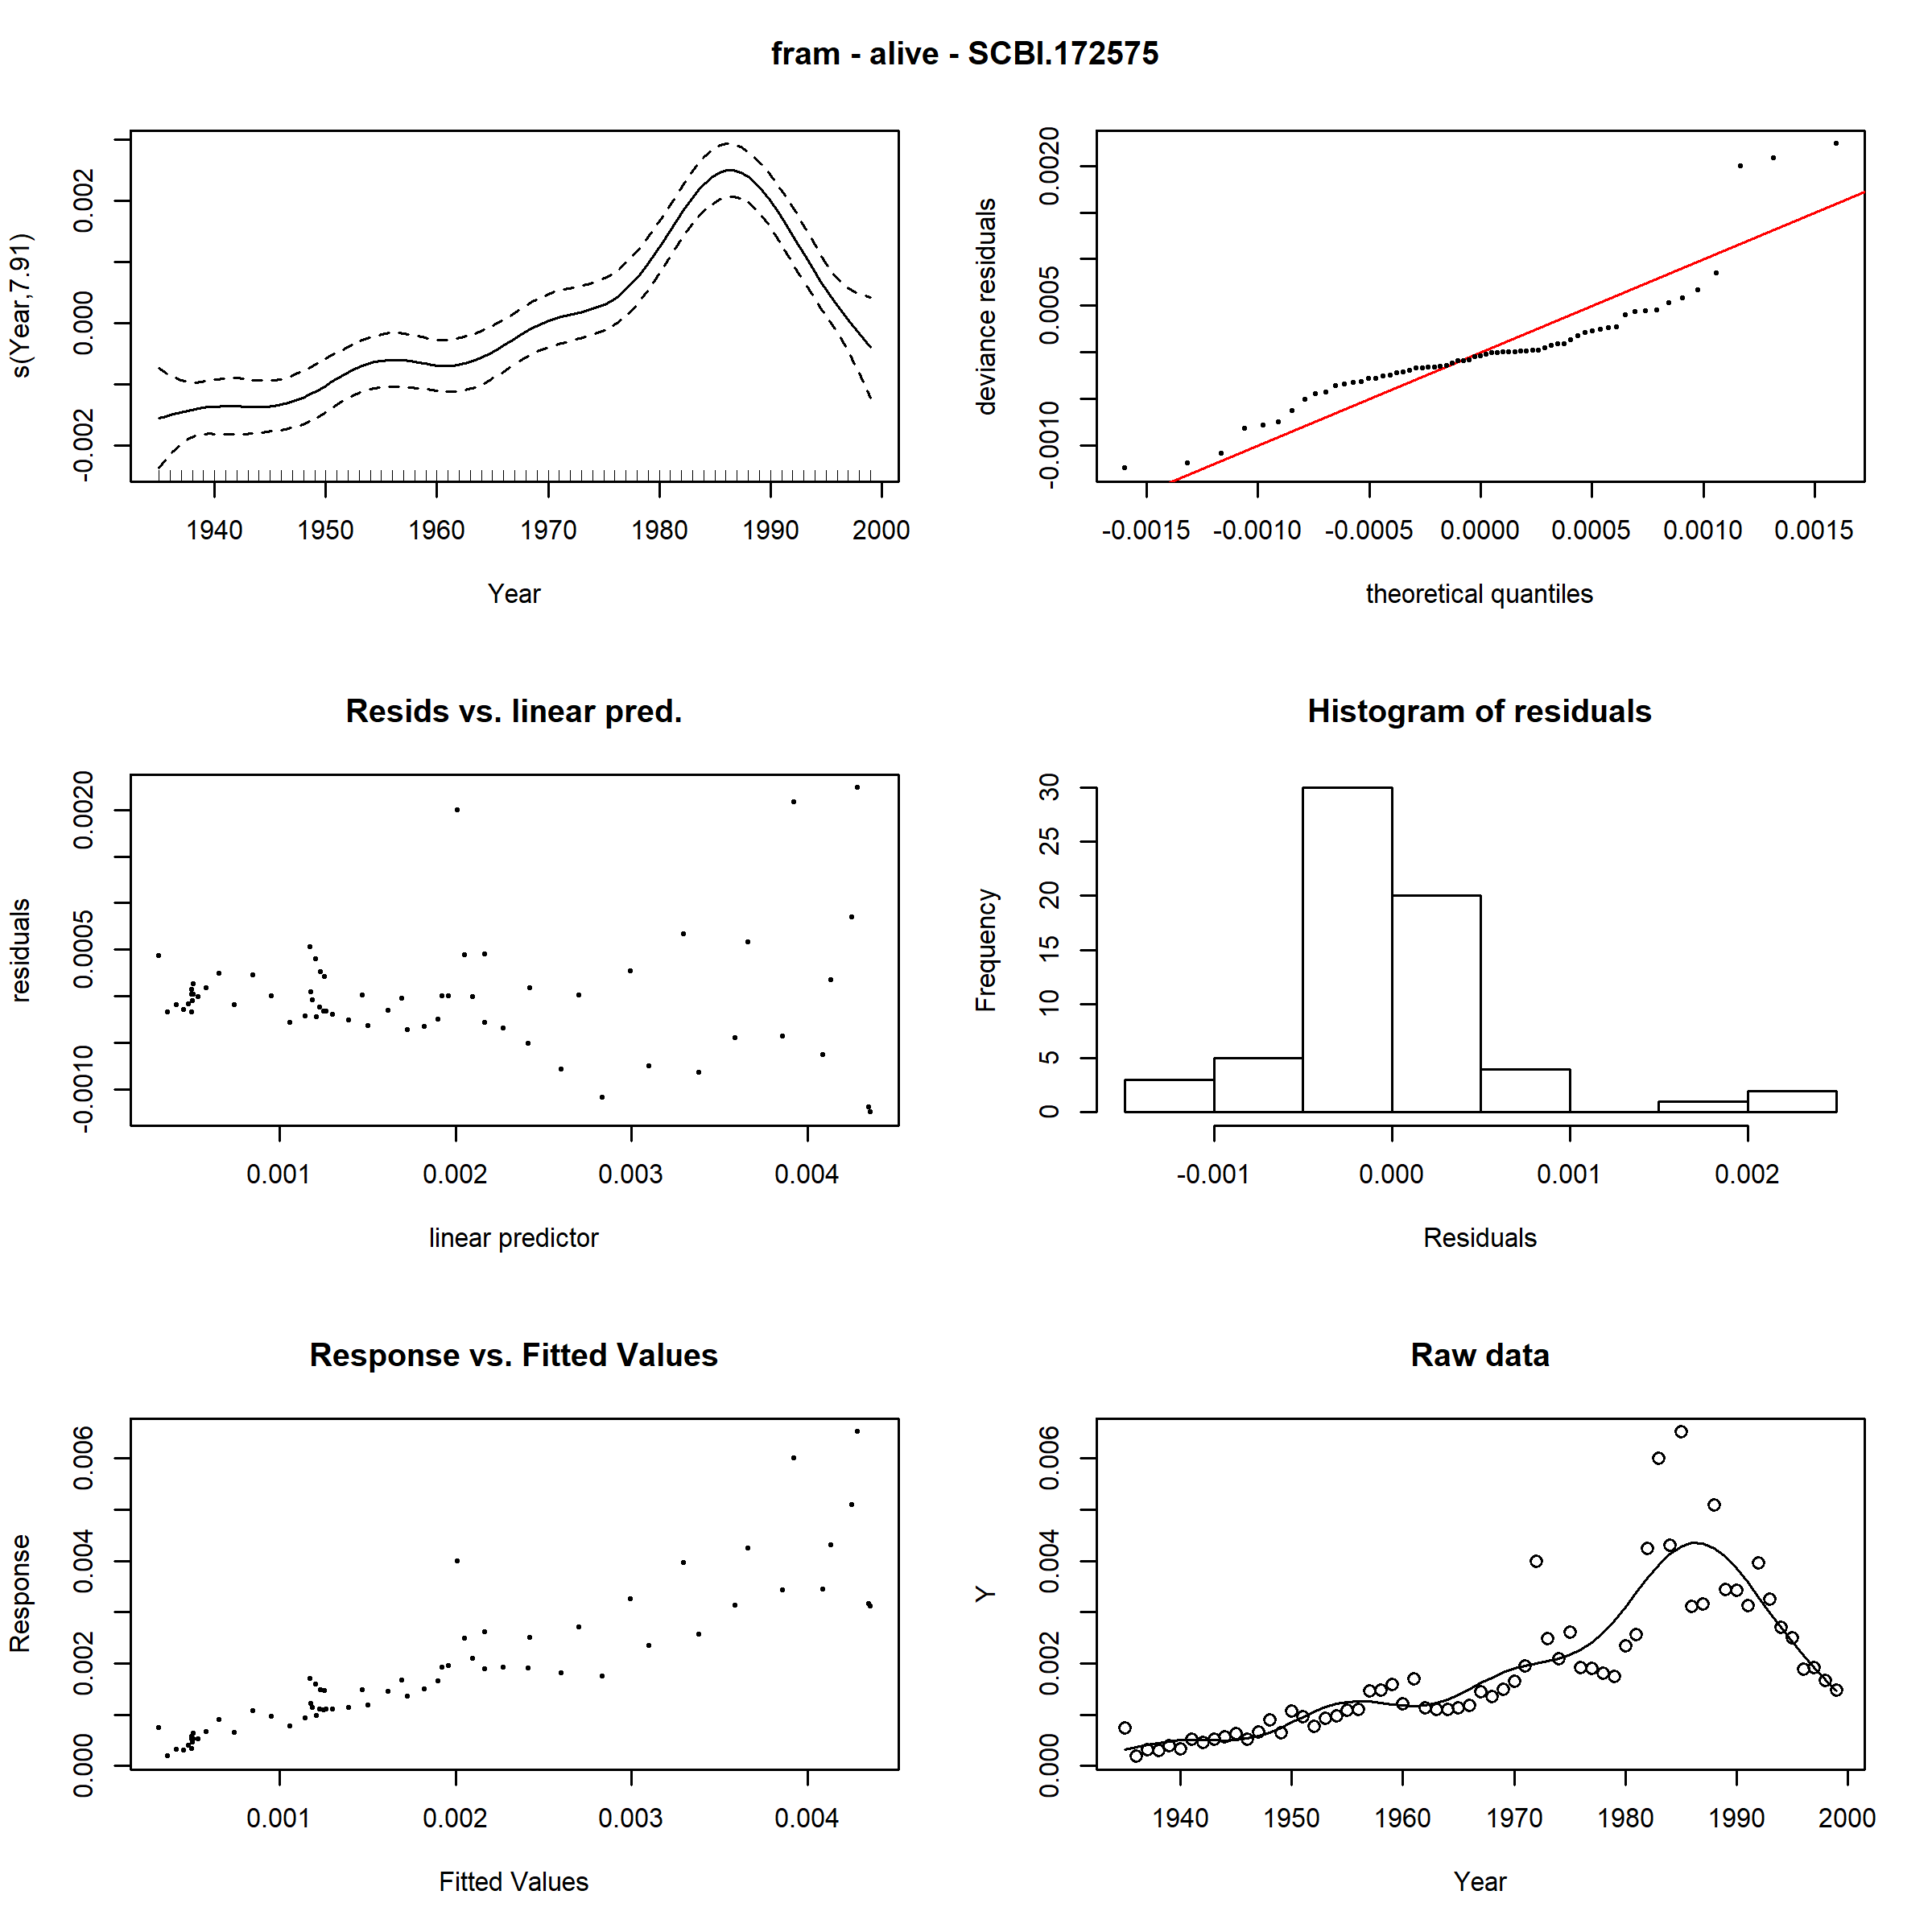 fram - alive - SCBI.172575
s(Year,7.91)
-0.002 0.000 0.002
1940 1950 1960 1970 1980 1990 2000
Year
deviance residuals
-0.0010 0.0005 0.0020
-0.0015 -0.0010 -0.0005 0.0000 0.0005 0.0010 0.0015
theoretical quantiles
Resids vs. linear pred.
residuals
-0.0010 0.0005 0.0020
0.001 0.002 0.003 0.004
linear predictor
Histogram of residuals
Frequency
0 5 10 15 20 25 30
-0.001 0.000 0.001 0.002
Residuals
Response vs. Fitted Values
Response
0.000 0.002 0.004 0.006
0.001 0.002 0.003 0.004
Fitted Values
Raw data
Y
0.000 0.002 0.004 0.006
1940 1950 1960 1970 1980 1990 2000
Year